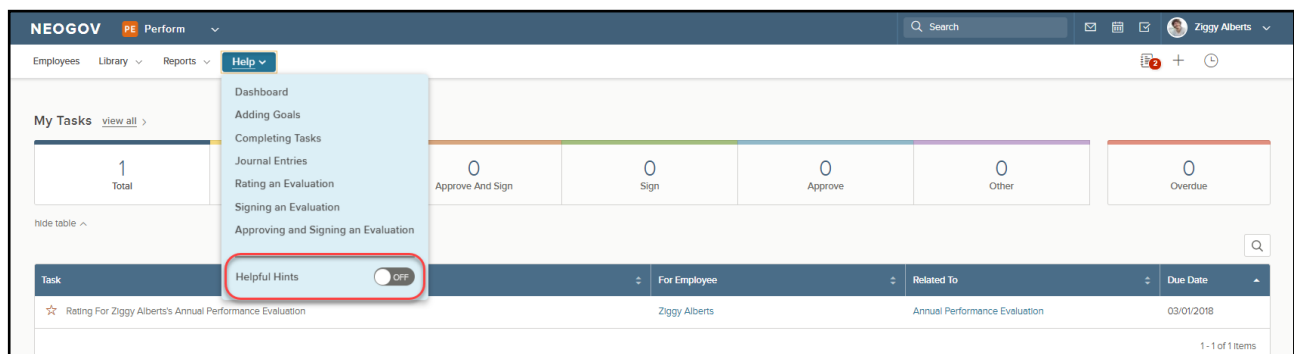 NEOGOV PE Perform Search Ziggy Alberts
Employees Library Reports Help 2
Dashboard
Adding Goals
Completing Tasks
Journal Entries
Rating an Evaluation
Signing an Evaluation
Approving and Signing an Evaluation
Helpful Hints OFF
My Tasks view all >
1 0 0 0 0 0
Total Approve And Sign Sign Approve Other Overdue
hide table
Task For Employee Related To Due Date
Rating For Ziggy Alberts's Annual Performance Evaluation Ziggy Alberts Annual Performance Evaluation 03/01/2018
1 - 1 of 1 Items